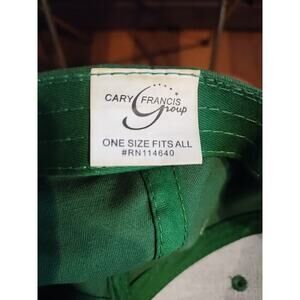 CARY FRANCIS
Group
ONE SIZE FITS ALL
#RN114640